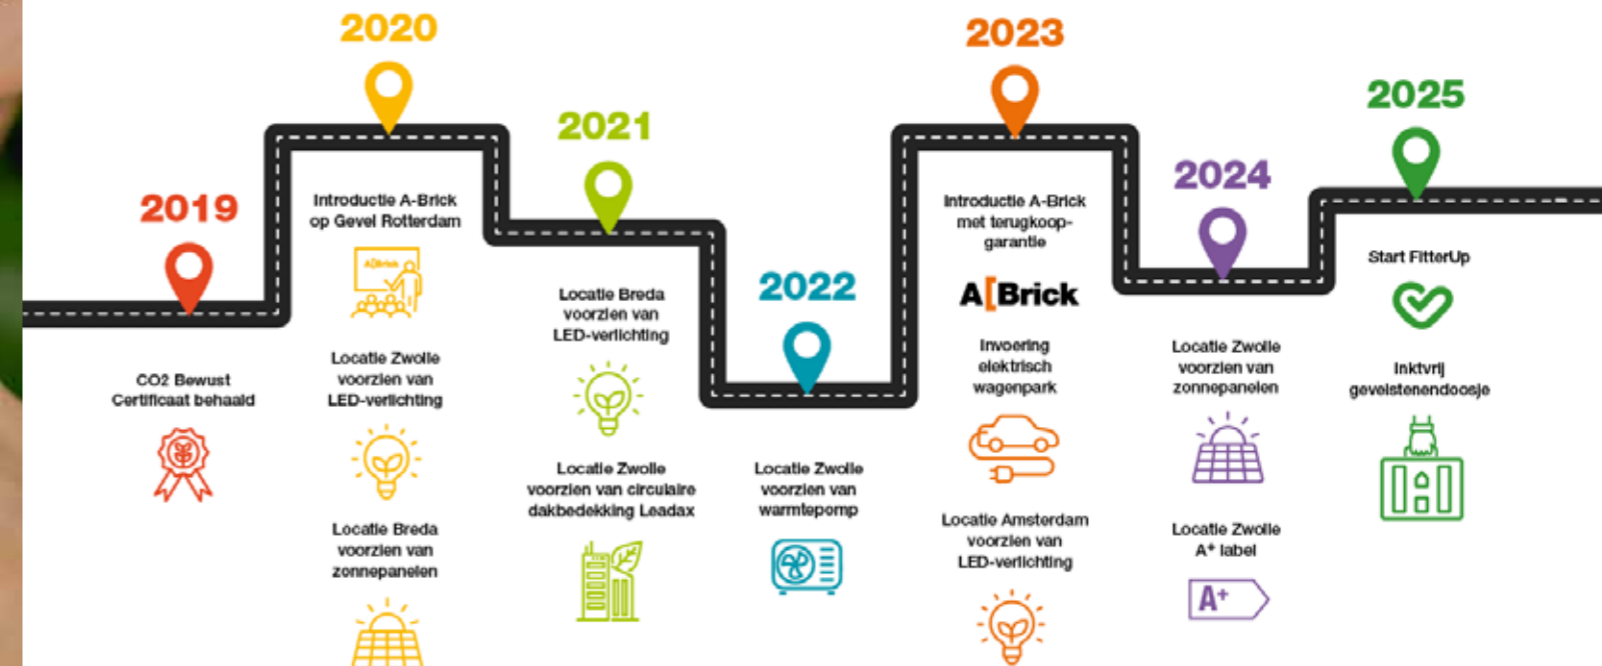 2019
CO2 Bewust
Certificaat behaald
2020
Introductie A-Brick
op Gevel Rotterdam
A[Brick
Locatie Zwolle
voorzien van
LED-verlichting
Locatie Breda
voorzien van
zonnepanelen
2021
Locatie Breda
voorzien van
LED-verlichting
Locatie Zwolle
voorzien van circulaire
dakbedekking Leadax
2022
Locatie Zwolle
voorzien van
warmtepomp
2023
Introductie A-Brick
met terugkoop-
garantie
A[Brick
Invoering
elektrisch
wagenpark
Locatie Amsterdam
voorzien van
LED-verlichting
2024
Locatie Zwolle
voorzien van
zonnepanelen
Locatie Zwolle
A+ label
A+
2025
Start FitterUp
Inktvrij
gevelstenendoosje